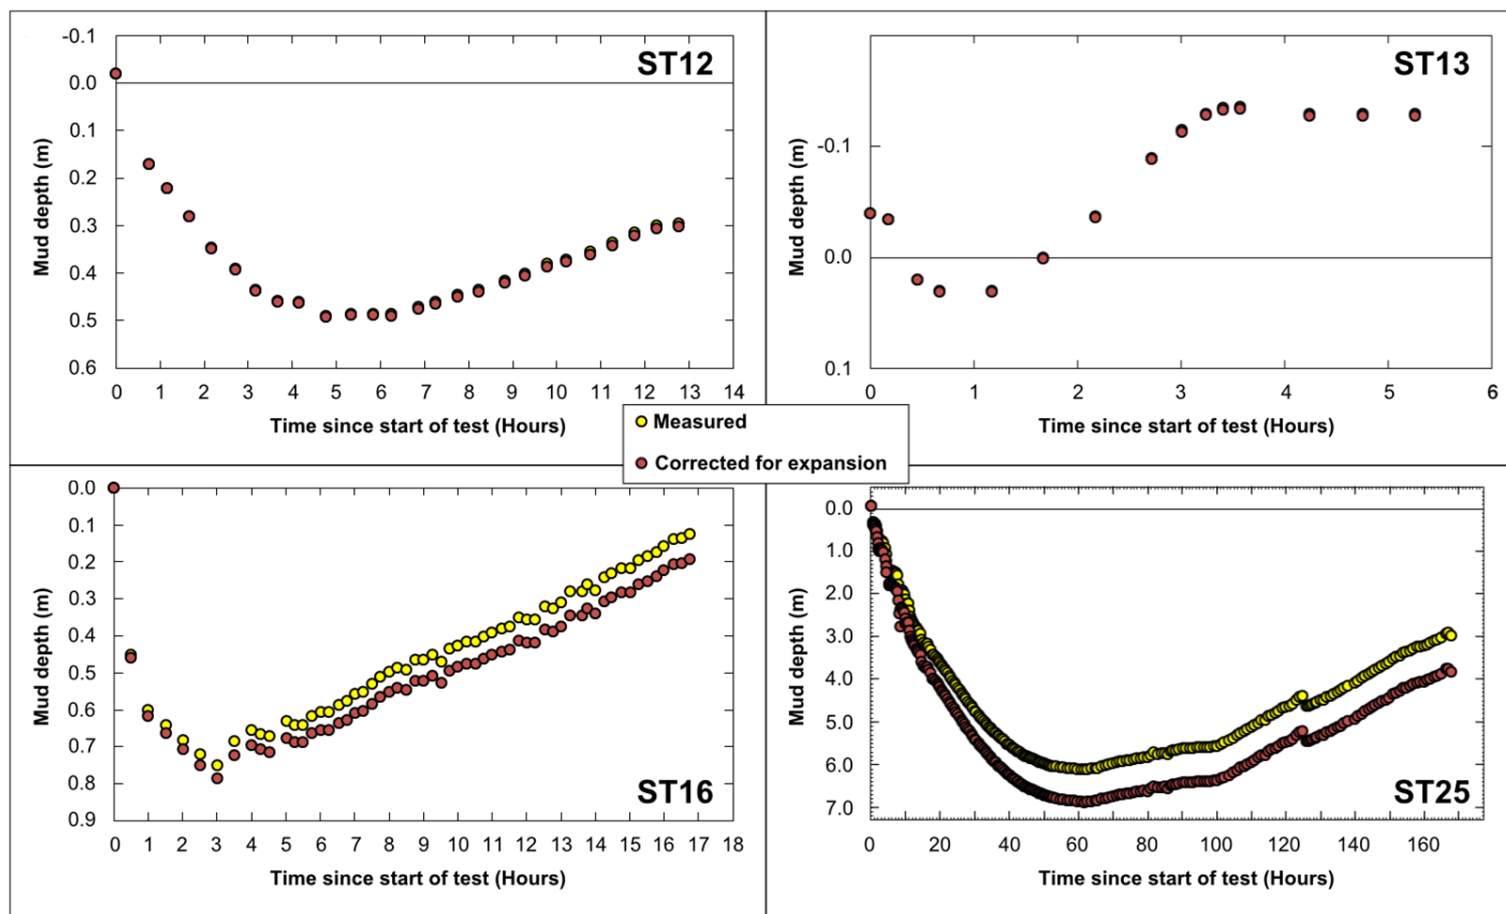 ST12
-0.1
0.0
0.1
0.2
0.3
0.4
0.5
0.6
Mud depth (m)
0 1 2 3 4 5 6 7 8 9 10 11 12 13 14
Time since start of test (Hours)
ST13
-0.1
0.0
0.1
Mud depth (m)
0 1 2 3 4 5 6
Time since start of test (Hours)
Measured
Corrected for expansion
0.0
0.1
0.2
0.3
0.4
0.5
0.6
0.7
0.8
0.9
Mud depth (m)
ST16
0 1 2 3 4 5 6 7 8 9 10 11 12 13 14 15 16 17 18
Time since start of test (Hours)
0.0
1.0
2.0
3.0
4.0
5.0
6.0
7.0
Mud depth (m)
ST25
0 20 40 60 80 100 120 140 160
Time since start of test (Hours)